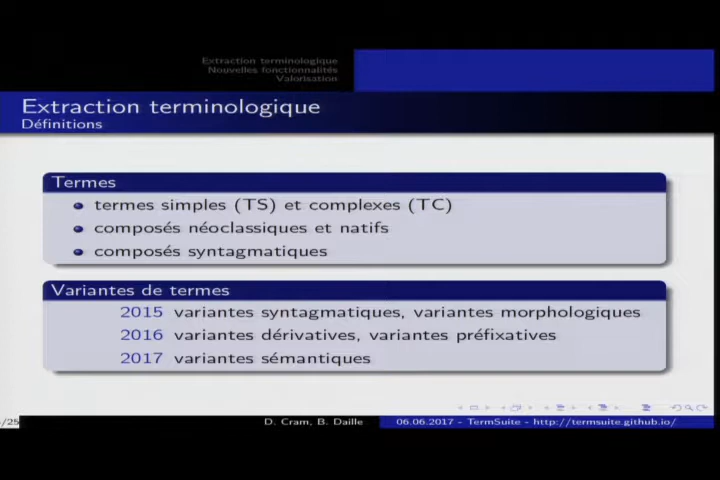 Extraction terminologique
Nouvelles fonctionnalités
Valorisation
Extraction terminologique
Définitions
Termes
termes simples (TS) et complexes (TC)
composés néoclassiques et natifs
composés syntagmatiques
Variantes de termes
2015 variantes syntagmatiques, variantes morphologiques
2016 variantes dérivatives, variantes préfixatives
2017 variantes sémantiques
/25 D. Cram, B. Daille 06.06.2017 - TermSuite - http://termsuite.github.io/